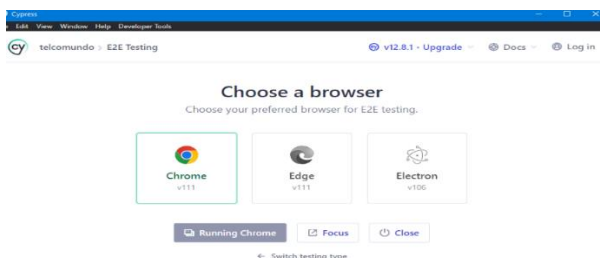 Cypress
Edit View Window Help Developer Tools
cy telcomundo > E2E Testing v12.8.1 • Upgrade Docs Log in
Choose a browser
Choose your preferred browser for E2E testing.
Chrome Edge Electron
v111 v111 v106
Running Chrome Focus Close
← Switch testing type